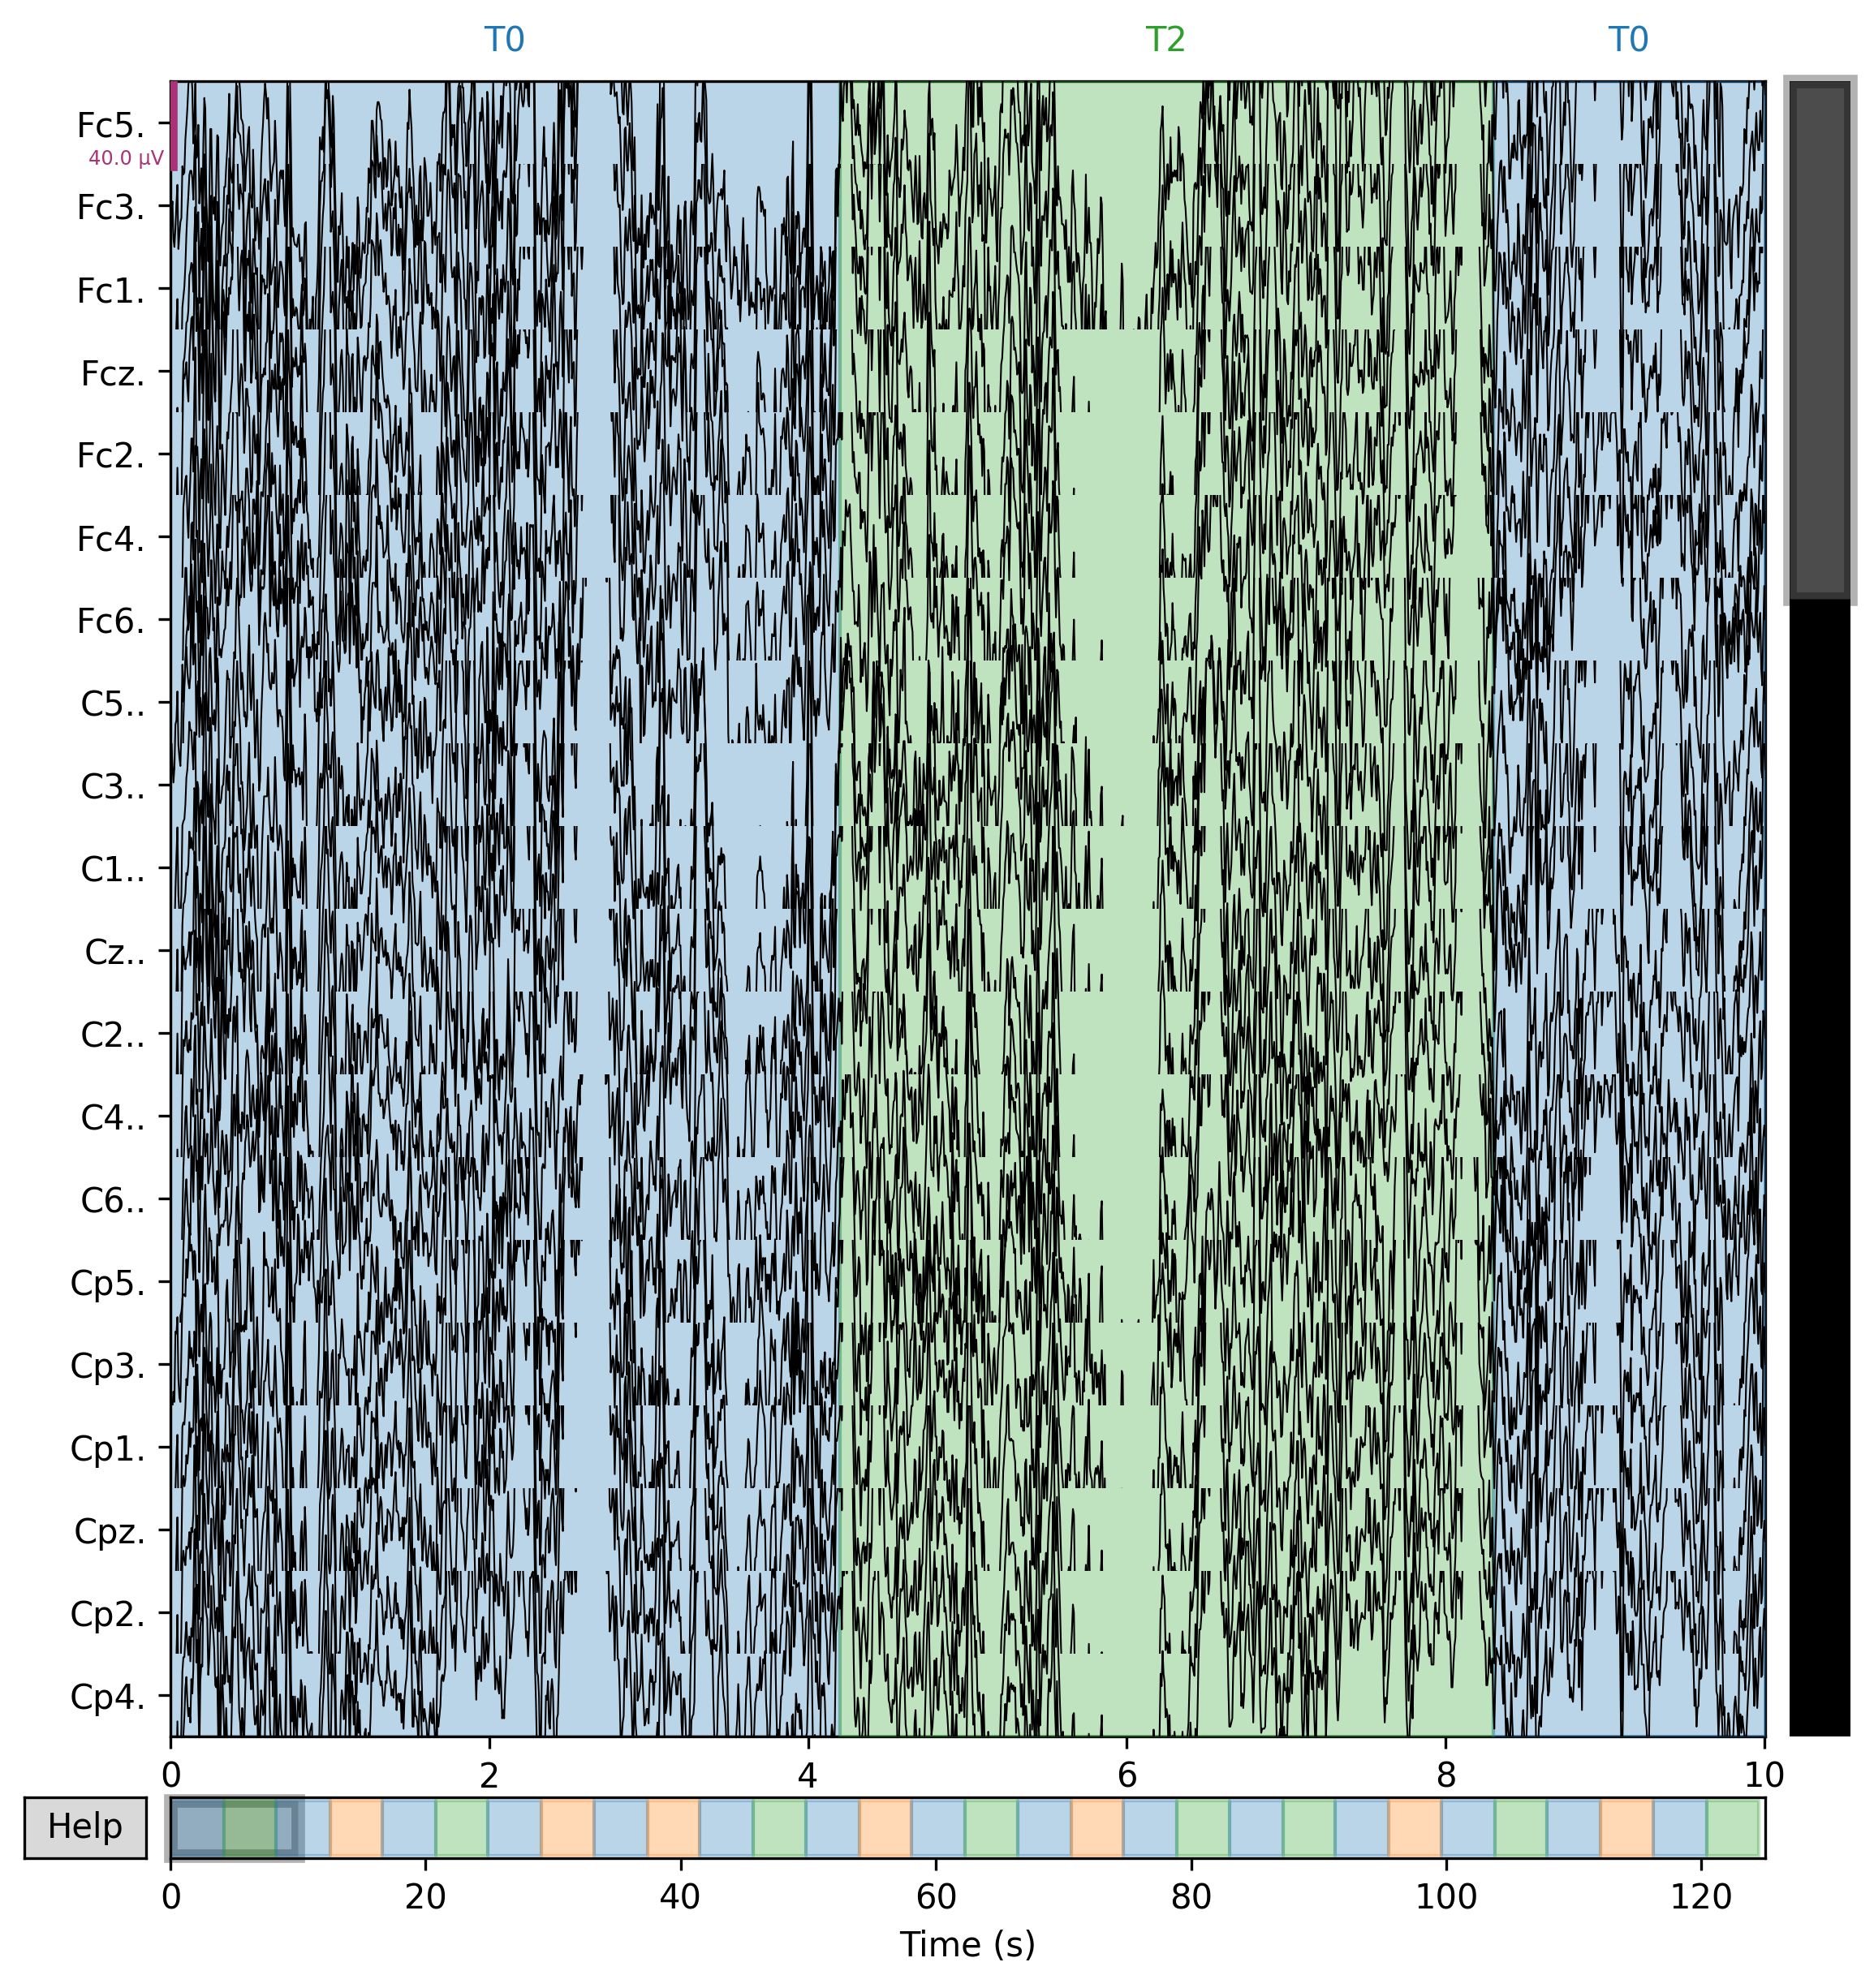 T0 T2 T0
Fc5.
40.0 µV
Fc3.
Fc1.
Fcz.
Fc2.
Fc4.
Fc6.
C5..
C3..
C1..
Cz..
C2..
C4..
C6..
Cp5.
Cp3.
Cp1.
Cpz.
Cp2.
Cp4.
0 2 4 6 8 10
Help
0 20 40 60 80 100 120
Time (s)